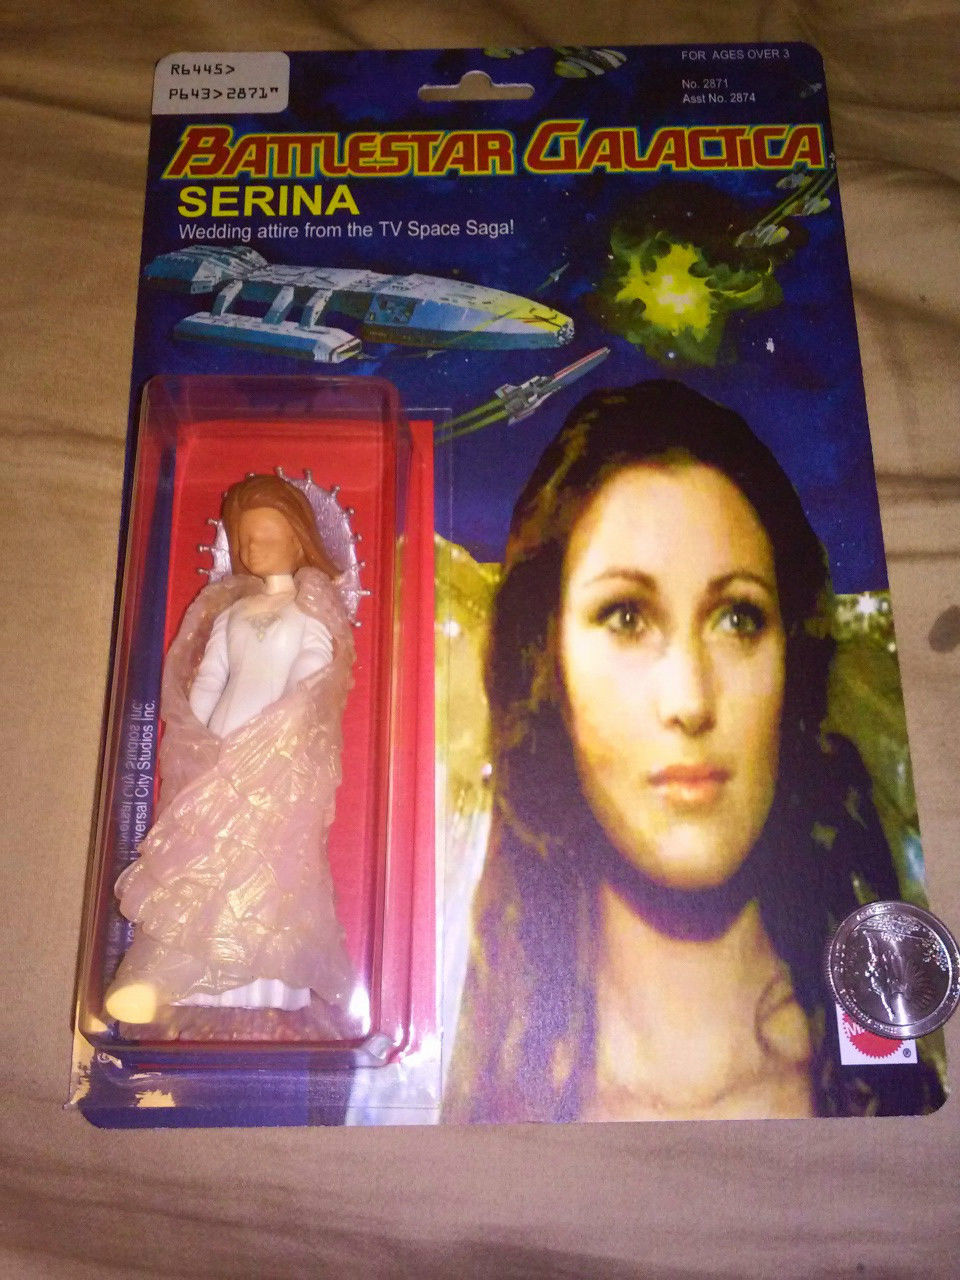 R6445>
P643>2871"
FOR AGES OVER 3
No. 2871
Asst No. 2874
BATTLESTAR GALACTICA
SERINA
Wedding attire from the TV Space Saga!
Universal City Studios Inc.
®